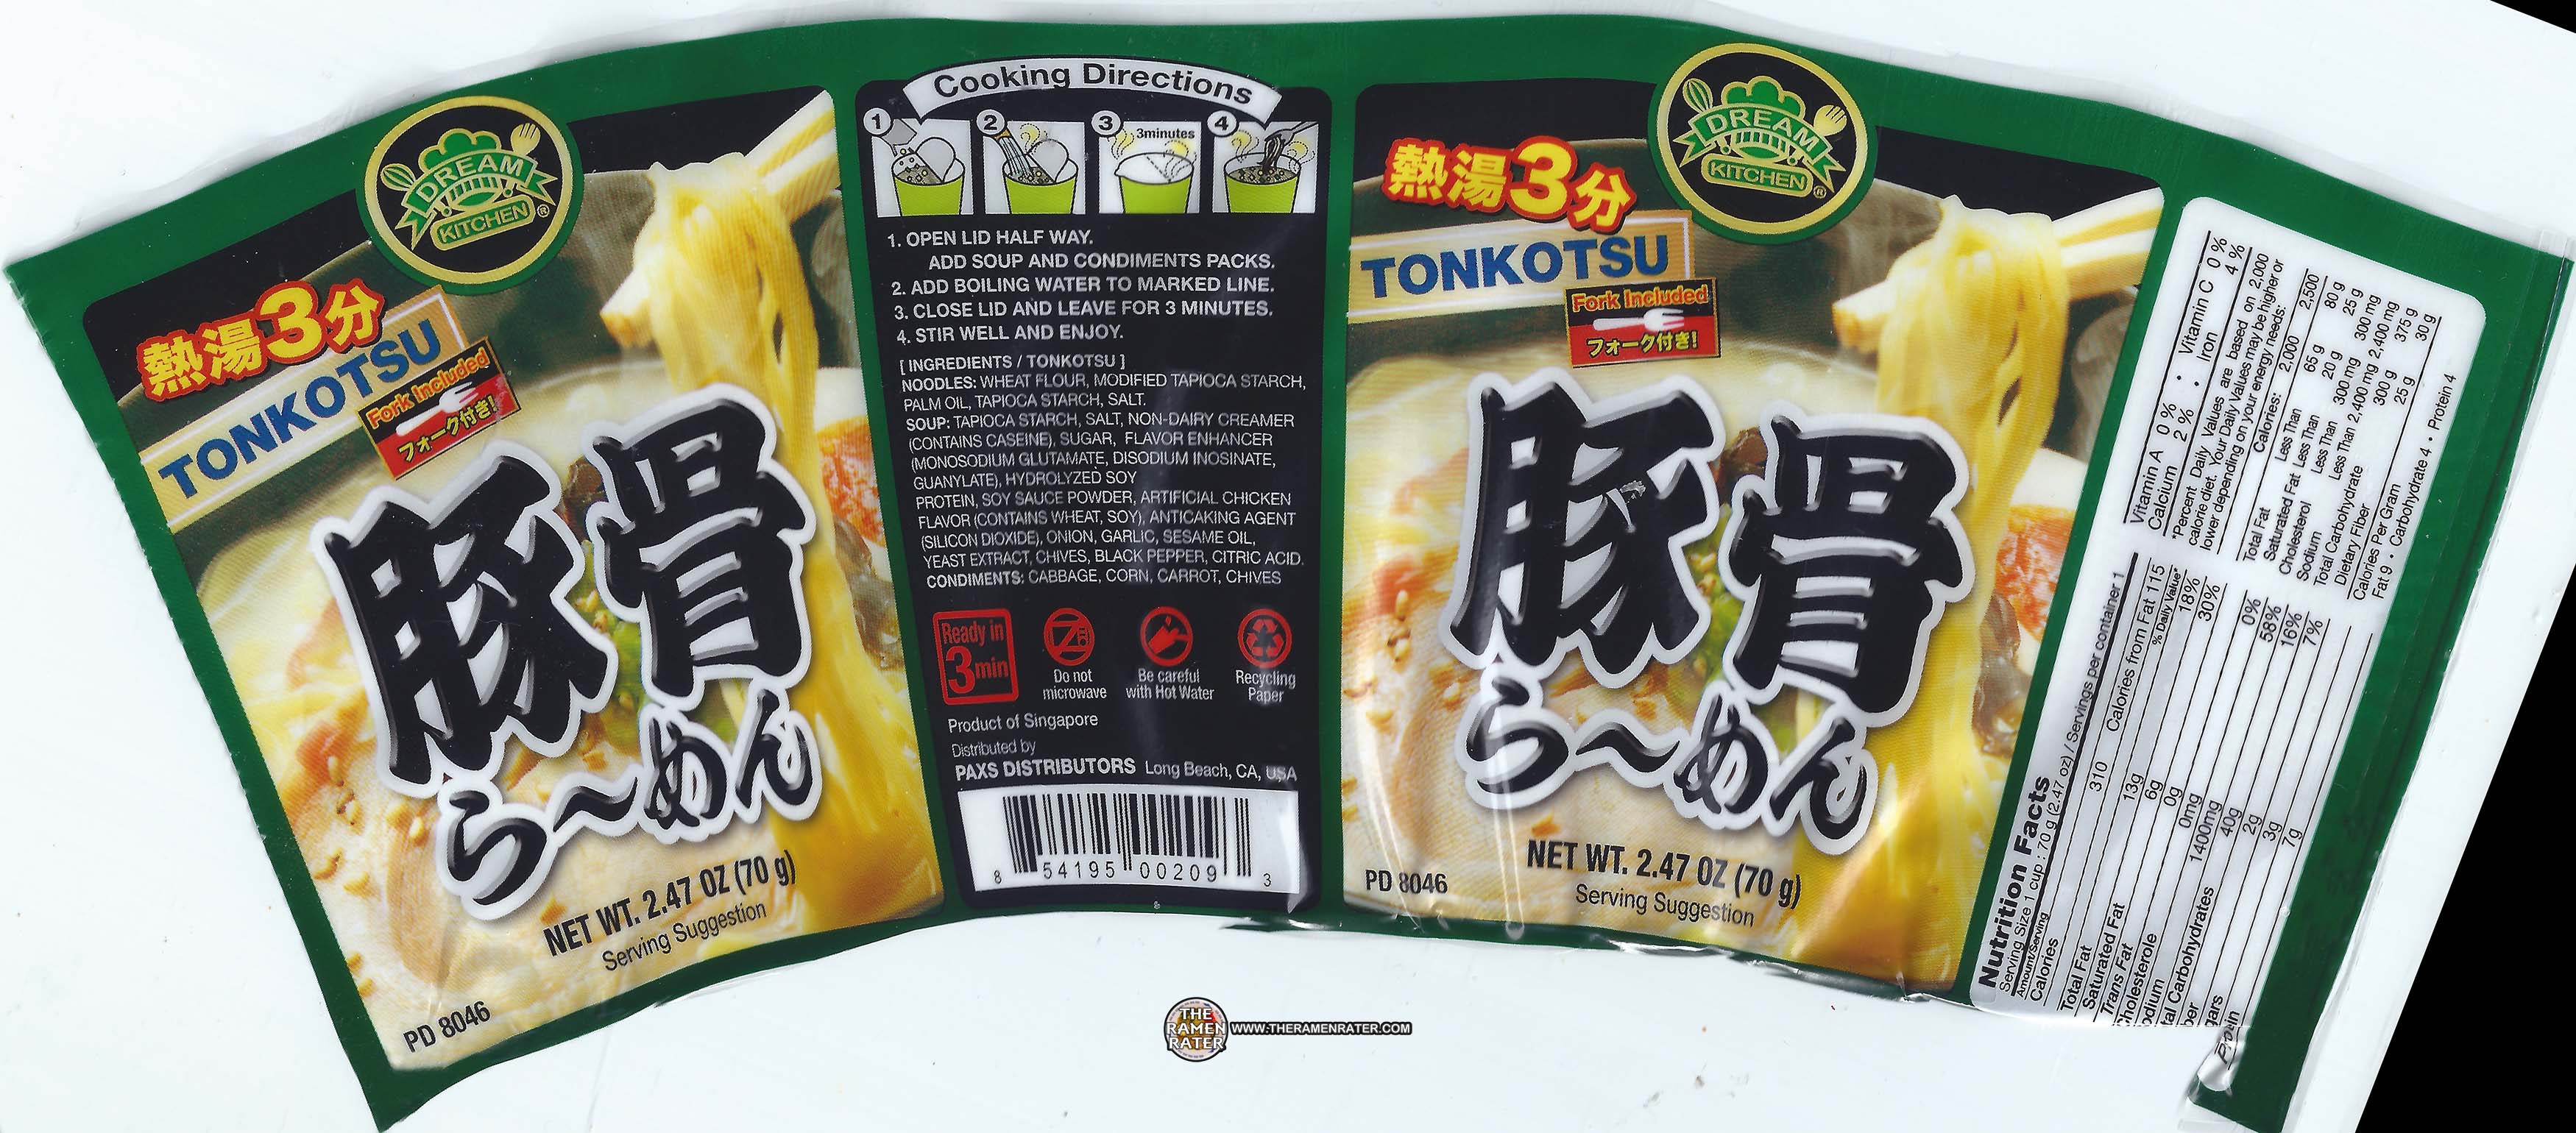 DREAM
KITCHEN®
熱湯3分
TONKOTSU
Fork Included
フォーク付き!
豚骨
ら〜めん
NET WT. 2.47 OZ (70 g)
Serving Suggestion
PD 8046
Cooking Directions
1 2 3 4
3minutes
1. OPEN LID HALF WAY.
ADD SOUP AND CONDIMENTS PACKS.
2. ADD BOILING WATER TO MARKED LINE.
3. CLOSE LID AND LEAVE FOR 3 MINUTES.
4. STIR WELL AND ENJOY.
[ INGREDIENTS / TONKOTSU ]
NOODLES: WHEAT FLOUR, MODIFIED TAPIOCA STARCH,
PALM OIL, TAPIOCA STARCH, SALT.
SOUP: TAPIOCA STARCH, SALT, NON-DAIRY CREAMER
(CONTAINS CASEINE), SUGAR, FLAVOR ENHANCER
(MONOSODIUM GLUTAMATE, DISODIUM INOSINATE,
GUANYLATE), HYDROLYZED SOY
PROTEIN, SOY SAUCE POWDER, ARTIFICIAL CHICKEN
FLAVOR (CONTAINS WHEAT, SOY), ANTICAKING AGENT
(SILICON DIOXIDE), ONION, GARLIC, SESAME OIL,
YEAST EXTRACT, CHIVES, BLACK PEPPER, CITRIC ACID.
CONDIMENTS: CABBAGE, CORN, CARROT, CHIVES
Ready in
3min
Do not
microwave
Be careful
with Hot Water
Recycling
Paper
Product of Singapore
Distributed by
PAXS DISTRIBUTORS Long Beach, CA, USA
8 54195 00209 3
DREAM
KITCHEN®
熱湯3分
TONKOTSU
Fork Included
フォーク付き!
豚骨
ら〜めん
NET WT. 2.47 OZ (70 g)
Serving Suggestion
PD 8046
Nutrition Facts
Serving Size 1 cup : 70 g (2.47 oz) / Servings per container 1
Amount/Serving
Calories 310 Calories from Fat 115
% Daily Value*
Total Fat 13g 18%
Saturated Fat 6g 30%
Trans Fat 0g
holesterole 0mg 0%
odium 1400mg 58%
tal Carbohydrates 40g 16%
ber 2g 7%
gars 3g
Protein 7g
Vitamin A 0 % • Vitamin C 0 %
Calcium 2 % • Iron 4 %
*Percent Daily Values are based on 2,000
calorie diet. Your Daily Values may be higher or
lower depending on your energy needs:
Calories: 2,000 2,500
Total Fat Less Than 65 g 80 g
Saturated Fat Less Than 20 g 25 g
Cholesterol Less Than 300 mg 300 mg
Sodium Less Than 2,400 mg 2,400 mg
Total Carbohydrate 300 g 375 g
Dietary Fiber 25 g 30 g
Calories Per Gram
Fat 9 • Carbohydrate 4 • Protein 4
THE
RAMEN
RATER
WWW.THERAMENRATER.COM